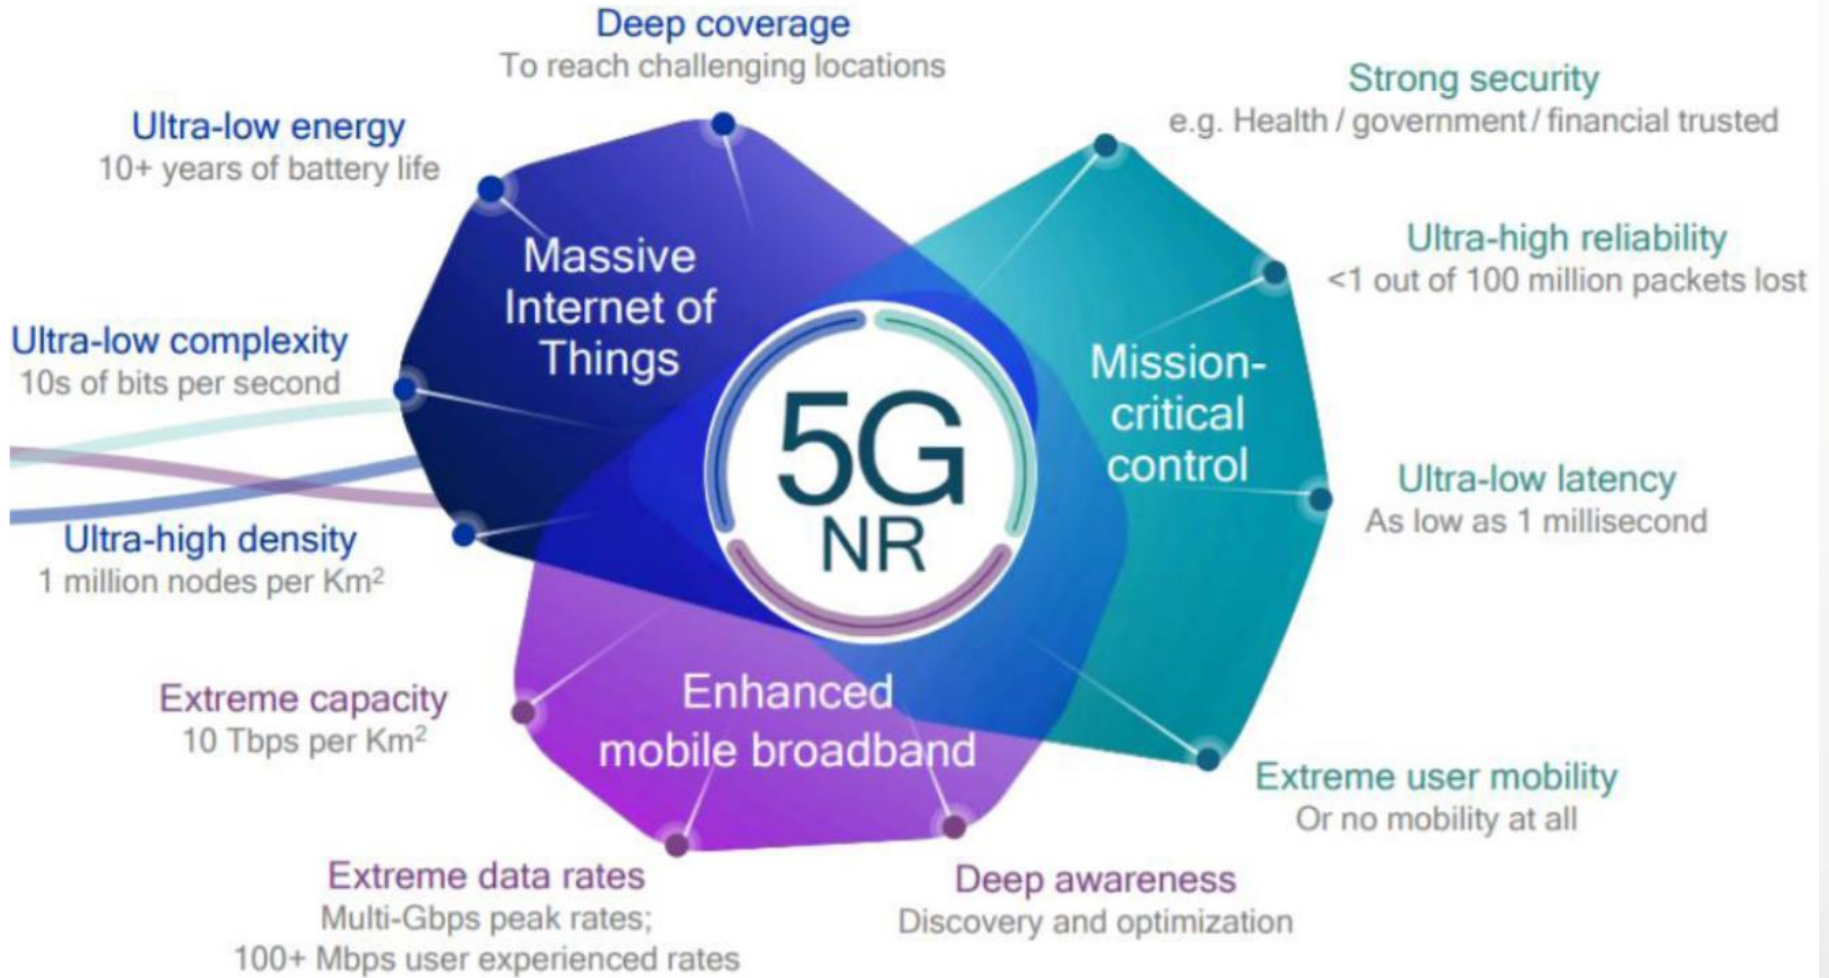 Deep coverage
To reach challenging locations
Strong security
e.g. Health / government / financial trusted
Ultra-low energy
10+ years of battery life
Ultra-high reliability
<1 out of 100 million packets lost
Massive
Internet of
Things
Ultra-low complexity
10s of bits per second
Mission-
critical
control
5G
NR
Ultra-low latency
As low as 1 millisecond
Ultra-high density
1 million nodes per Km²
Extreme capacity
10 Tbps per Km²
Enhanced
mobile broadband
Extreme user mobility
Or no mobility at all
Extreme data rates
Multi-Gbps peak rates;
100+ Mbps user experienced rates
Deep awareness
Discovery and optimization